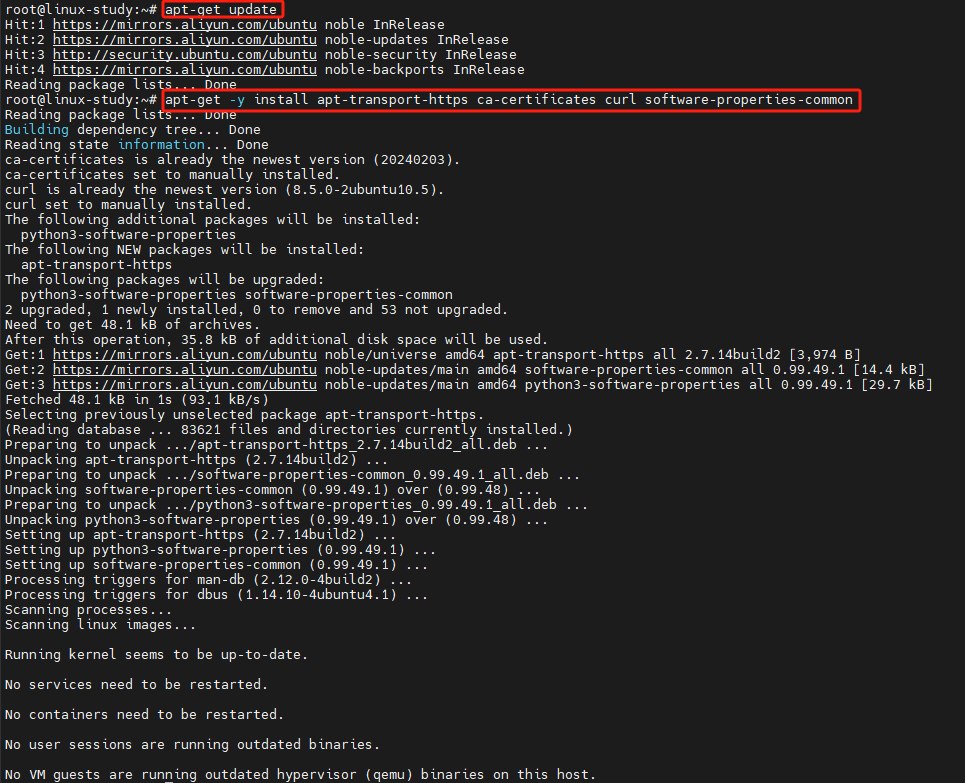 root@linux-study:~# apt-get update
Hit:1 https://mirrors.aliyun.com/ubuntu noble InRelease
Hit:2 https://mirrors.aliyun.com/ubuntu noble-updates InRelease
Hit:3 http://security.ubuntu.com/ubuntu noble-security InRelease
Hit:4 https://mirrors.aliyun.com/ubuntu noble-backports InRelease
Reading package lists... Done
root@linux-study:~# apt-get -y install apt-transport-https ca-certificates curl software-properties-common
Reading package lists... Done
Building dependency tree... Done
Reading state information... Done
ca-certificates is already the newest version (20240203).
ca-certificates set to manually installed.
curl is already the newest version (8.5.0-2ubuntu10.5).
curl set to manually installed.
The following additional packages will be installed:
  python3-software-properties
The following NEW packages will be installed:
  apt-transport-https
The following packages will be upgraded:
  python3-software-properties software-properties-common
2 upgraded, 1 newly installed, 0 to remove and 53 not upgraded.
Need to get 48.1 kB of archives.
After this operation, 35.8 kB of additional disk space will be used.
Get:1 https://mirrors.aliyun.com/ubuntu noble/universe amd64 apt-transport-https all 2.7.14build2 [3,974 B]
Get:2 https://mirrors.aliyun.com/ubuntu noble-updates/main amd64 software-properties-common all 0.99.49.1 [14.4 kB]
Get:3 https://mirrors.aliyun.com/ubuntu noble-updates/main amd64 python3-software-properties all 0.99.49.1 [29.7 kB]
Fetched 48.1 kB in 1s (93.1 kB/s)
Selecting previously unselected package apt-transport-https.
(Reading database ... 83621 files and directories currently installed.)
Preparing to unpack .../apt-transport-https_2.7.14build2_all.deb ...
Unpacking apt-transport-https (2.7.14build2) ...
Preparing to unpack .../software-properties-common_0.99.49.1_all.deb ...
Unpacking software-properties-common (0.99.49.1) over (0.99.48) ...
Preparing to unpack .../python3-software-properties_0.99.49.1_all.deb ...
Unpacking python3-software-properties (0.99.49.1) over (0.99.48) ...
Setting up apt-transport-https (2.7.14build2) ...
Setting up python3-software-properties (0.99.49.1) ...
Setting up software-properties-common (0.99.49.1) ...
Processing triggers for man-db (2.12.0-4build2) ...
Processing triggers for dbus (1.14.10-4ubuntu4.1) ...
Scanning processes...
Scanning linux images...
Running kernel seems to be up-to-date.
No services need to be restarted.
No containers need to be restarted.
No user sessions are running outdated binaries.
No VM guests are running outdated hypervisor (qemu) binaries on this host.